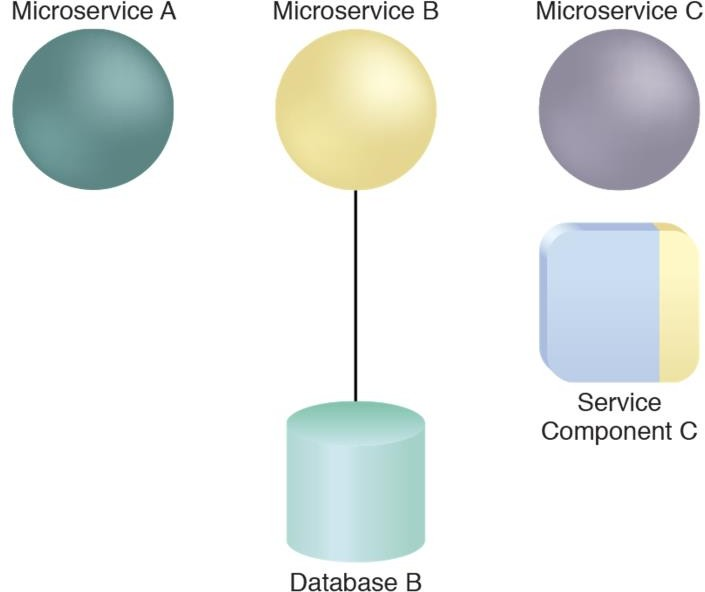 Microservice A
Microservice B
Microservice C
Service
Component C
Database B